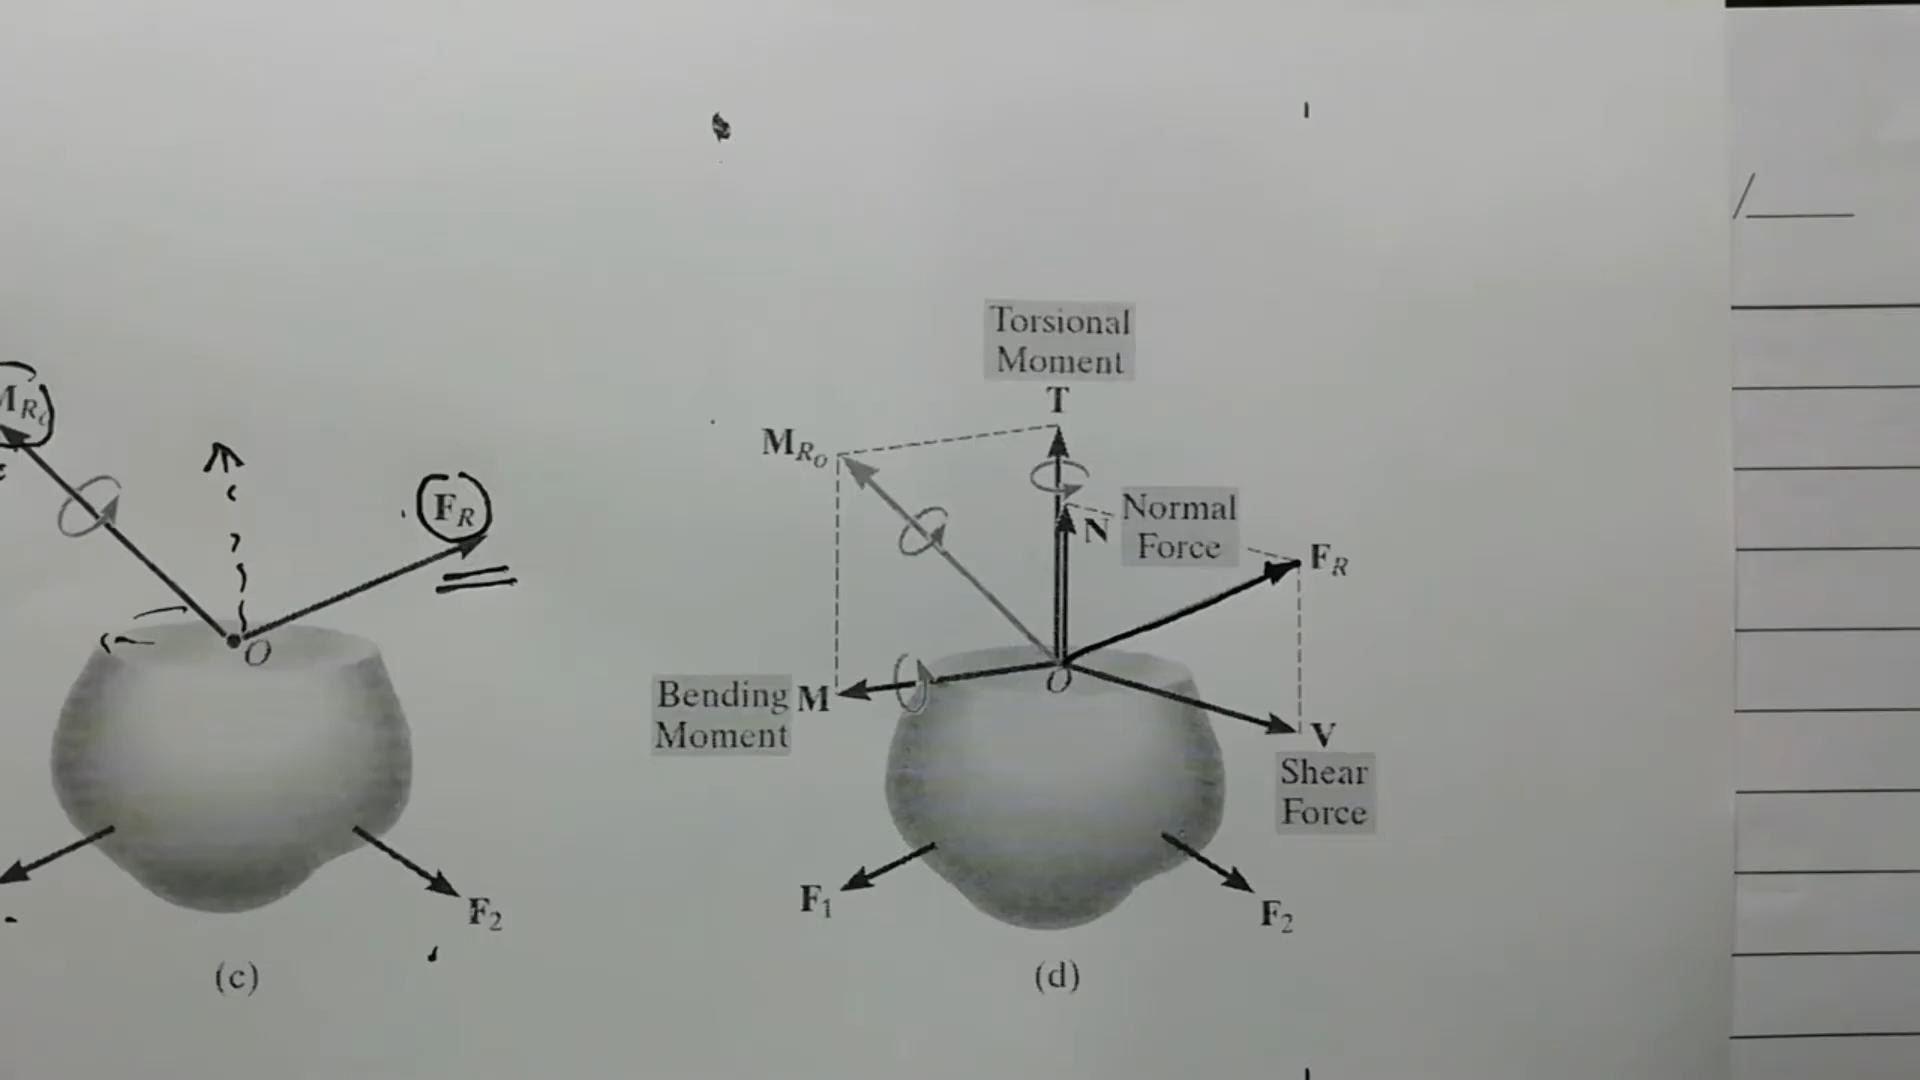 Torsional
Moment
T
M_{R_O}
F_R
M_{R_O}
N
Normal
Force
F_R
O
O
Bending
Moment
M
V
Shear
Force
F_2
F_1
F_2
(c)
(d)